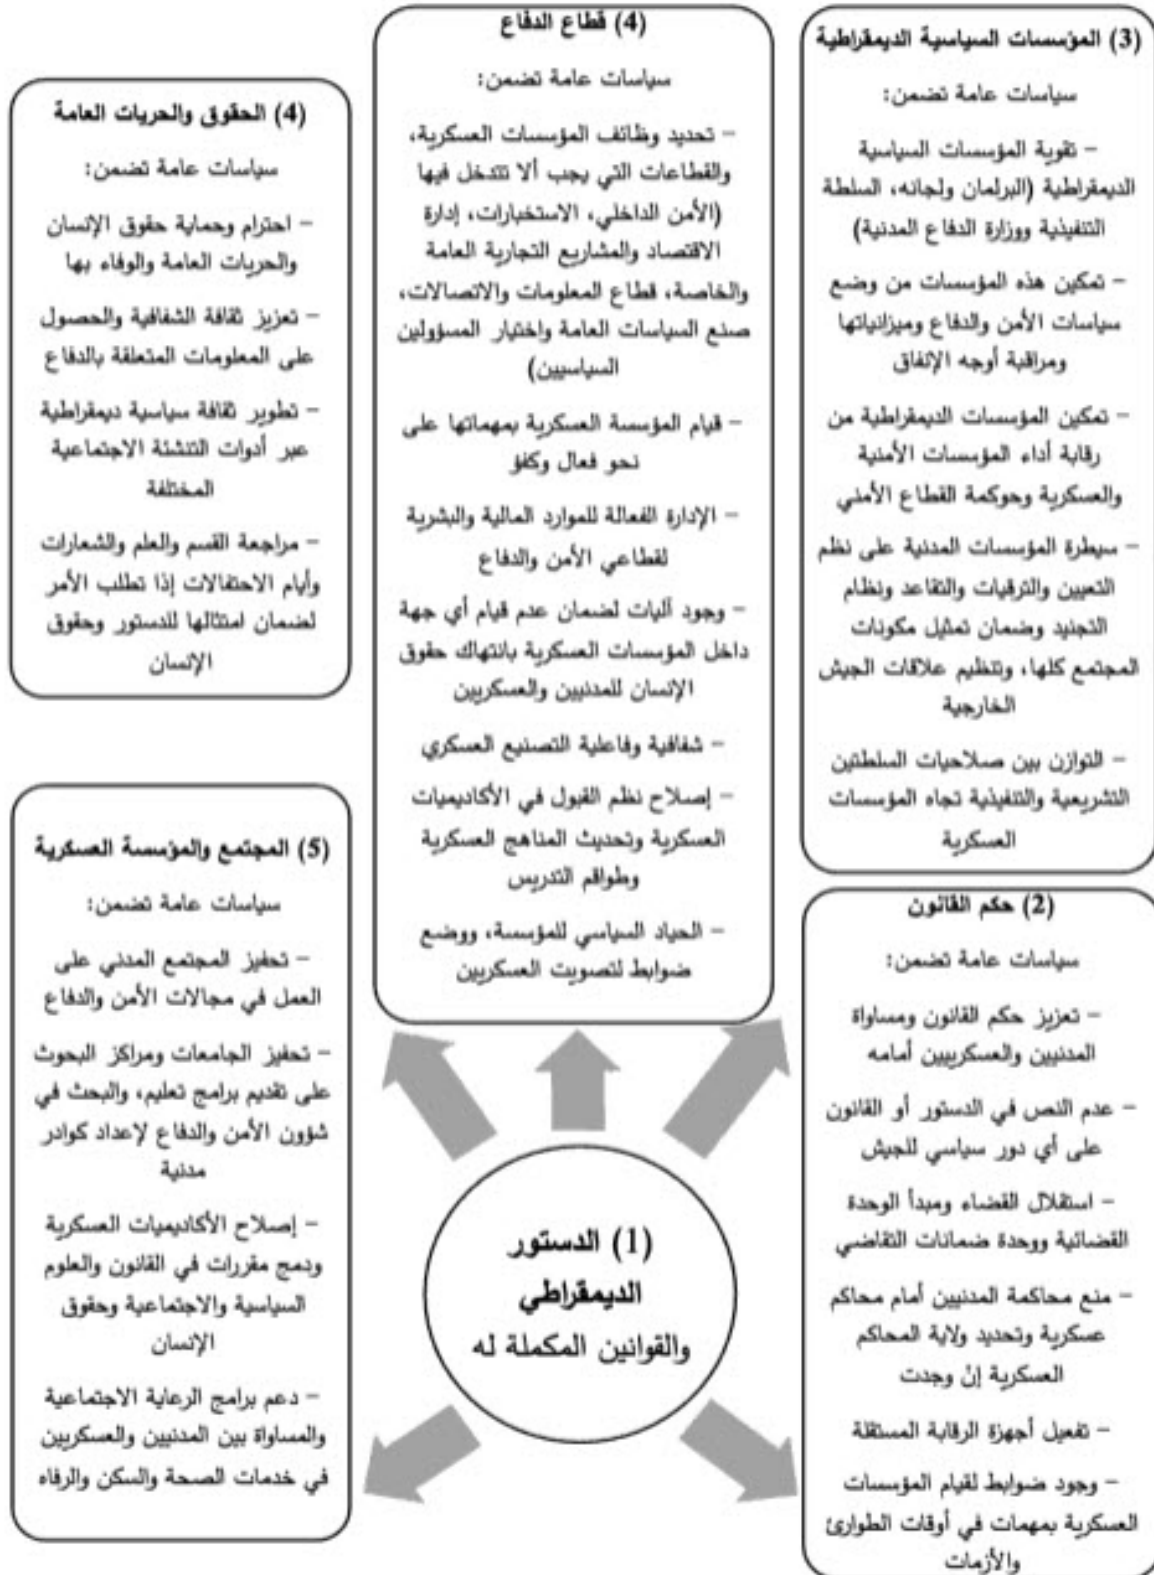 (3) المؤسسات السياسية الديمقراطية
سياسات عامة تضمن:
– تقوية المؤسسات السياسية
الديمقراطية (البرلمان ولجانه، السلطة
التنفيذية ووزارة الدفاع المدنية)
– تمكين هذه المؤسسات من وضع
سياسات الأمن والدفاع وميزانياتها
ومراقبة أوجه الإنفاق
– تمكين المؤسسات الديمقراطية من
رقابة أداء المؤسسات الأمنية
والعسكرية وحوكمة القطاع الأمني
– سيطرة المؤسسات المدنية على نظم
التعيين والترقيات والتقاعد ونظام
التجنيد وضمان تمثيل مكونات
المجتمع كلها، وتنظيم علاقات الجيش
الخارجية
– التوازن بين صلاحيات السلطتين
التشريعية والتنفيذية تجاه المؤسسات
العسكرية
(4) قطاع الدفاع
سياسات عامة تضمن:
– تحديد وظائف المؤسسات العسكرية،
والقطاعات التي يجب ألا تتدخل فيها
(الأمن الداخلي، الاستخبارات، إدارة
الاقتصاد والمشاريع التجارية العامة
والخاصة، قطاع المعلومات والاتصالات،
صنع السياسات العامة واختيار المسؤولين
السياسيين)
– قيام المؤسسة العسكرية بمهماتها على
نحو فعال وكفؤ
– الإدارة الفعالة للموارد المالية والبشرية
لقطاعي الأمن والدفاع
– وجود آليات لضمان عدم قيام أي جهة
داخل المؤسسات العسكرية بانتهاك حقوق
الإنسان للمدنيين والعسكريين
– شفافية وفاعلية التصنيع العسكري
– إصلاح نظم القبول في الأكاديميات
العسكرية وتحديث المناهج العسكرية
وطواقم التدريس
– الحياد السياسي للمؤسسة، ووضع
ضوابط لتصويت العسكريين
(4) الحقوق والحريات العامة
سياسات عامة تضمن:
– احترام وحماية حقوق الإنسان
والحريات العامة والوفاء بها
– تعزيز ثقافة الشفافية والحصول
على المعلومات المتعلقة بالدفاع
– تطوير ثقافة سياسية ديمقراطية
عبر أدوات التنشئة الاجتماعية
المختلفة
– مراجعة القسم والعلم والشعارات
وأيام الاحتفالات إذا تطلب الأمر
لضمان امتثالها للدستور وحقوق
الإنسان
(2) حكم القانون
سياسات عامة تضمن:
– تعزيز حكم القانون ومساواة
المدنيين والعسكريين أمامه
– عدم النص في الدستور أو القانون
على أي دور سياسي للجيش
– استقلال القضاء ومبدأ الوحدة
القضائية ووحدة ضمانات التقاضي
– منع محاكمة المدنيين أمام محاكم
عسكرية وتحديد ولاية المحاكم
العسكرية إنْ وجدت
– تفعيل أجهزة الرقابة المستقلة
– وجود ضوابط لقيام المؤسسات
العسكرية بمهمات في أوقات الطوارئ
والأزمات
(5) المجتمع والمؤسسة العسكرية
سياسات عامة تضمن:
– تحفيز المجتمع المدني على
العمل في مجالات الأمن والدفاع
– تحفيز الجامعات ومراكز البحوث
على تقديم برامج تعليم، والبحث في
شؤون الأمن والدفاع لإعداد كوادر
مدنية
– إصلاح الأكاديميات العسكرية
ودمج مقررات في القانون والعلوم
السياسية والاجتماعية وحقوق
الإنسان
– دعم برامج الرعاية الاجتماعية
والمساواة بين المدنيين والعسكريين
في خدمات الصحة والسكن والرفاه
(1) الدستور
الديمقراطي
والقوانين المكملة له